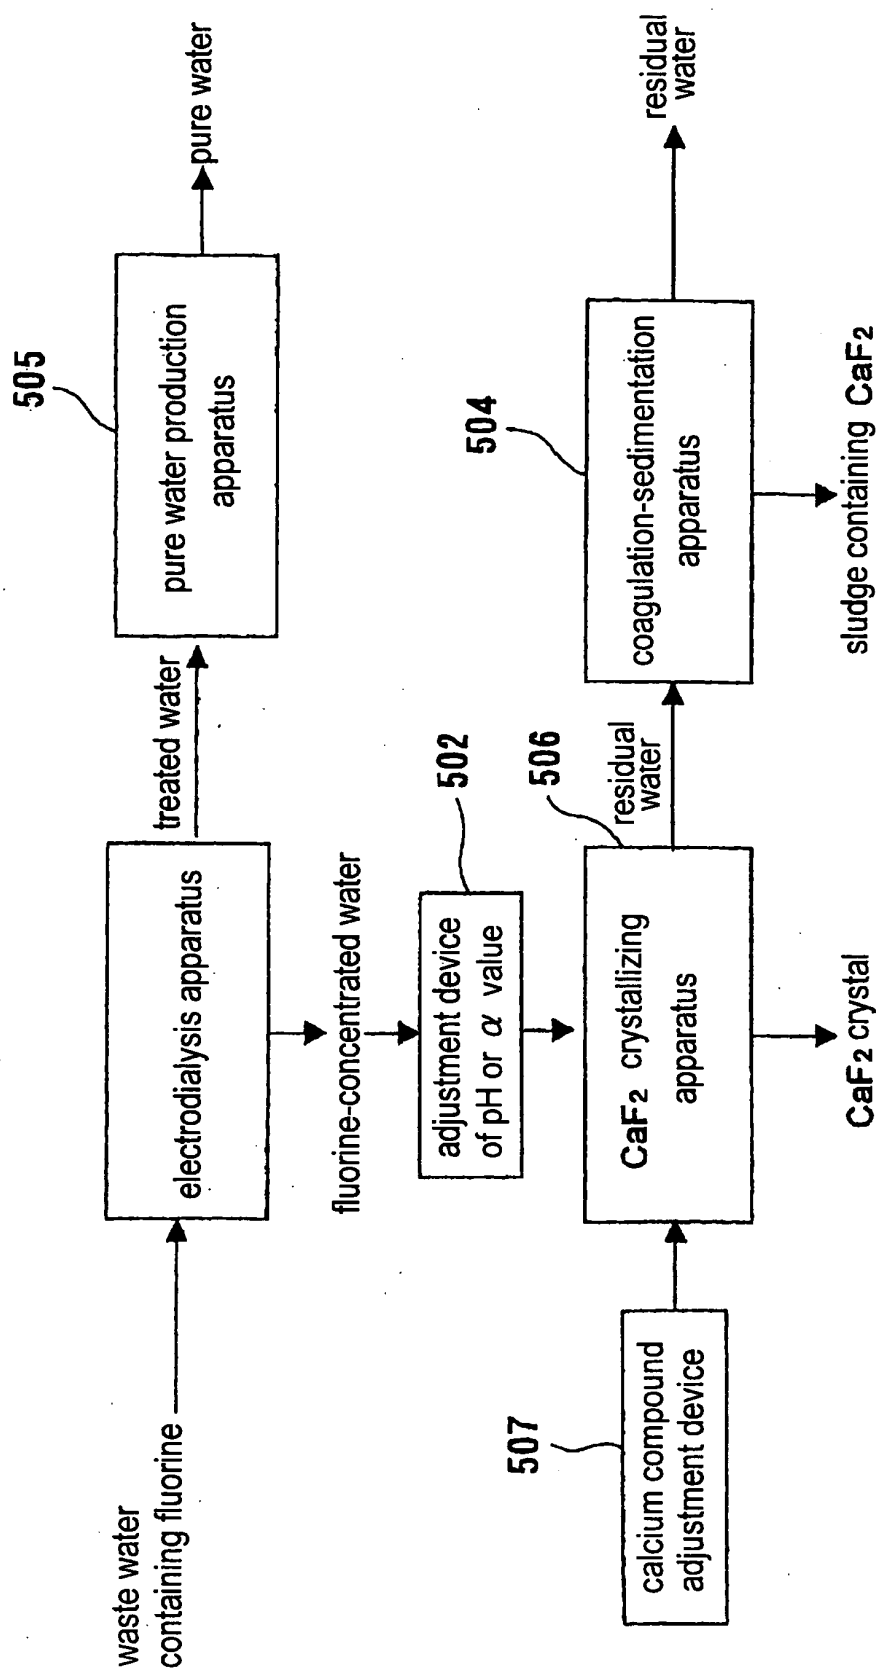 waste water
containing fluorine
electrodialysis apparatus
treated water
505
pure water production
apparatus
pure water
fluorine-concentrated water
502
adjustment device
of pH or α value
507
calcium compound
adjustment device
506
CaF2 crystallizing
apparatus
CaF2 crystal
residual
water
504
coagulation-sedimentation
apparatus
sludge containing CaF2
residual
water